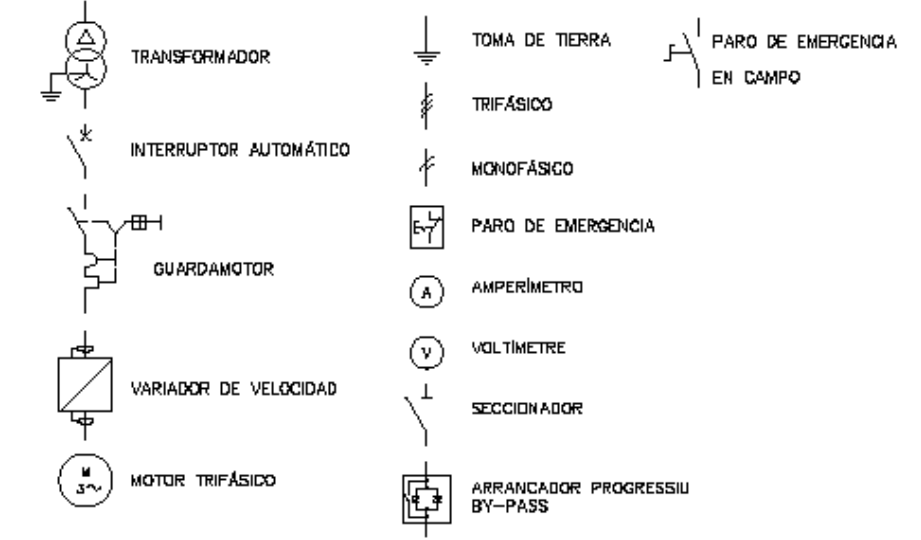 TRANSFORMADOR
INTERRUPTOR AUTOMÁTICO
GUARDAMOTOR
VARIADOR DE VELOCIDAD
M
3~
MOTOR TRIFÁSICO
TOMA DE TIERRA
TRIFÁSICO
MONOFÁSICO
PARO DE EMERGENCIA
A
AMPERÍMETRO
V
VOLTÍMETRE
SECCIONADOR
ARRANCADOR PROGRESSIU
BY-PASS
PARO DE EMERGENCIA
EN CAMPO